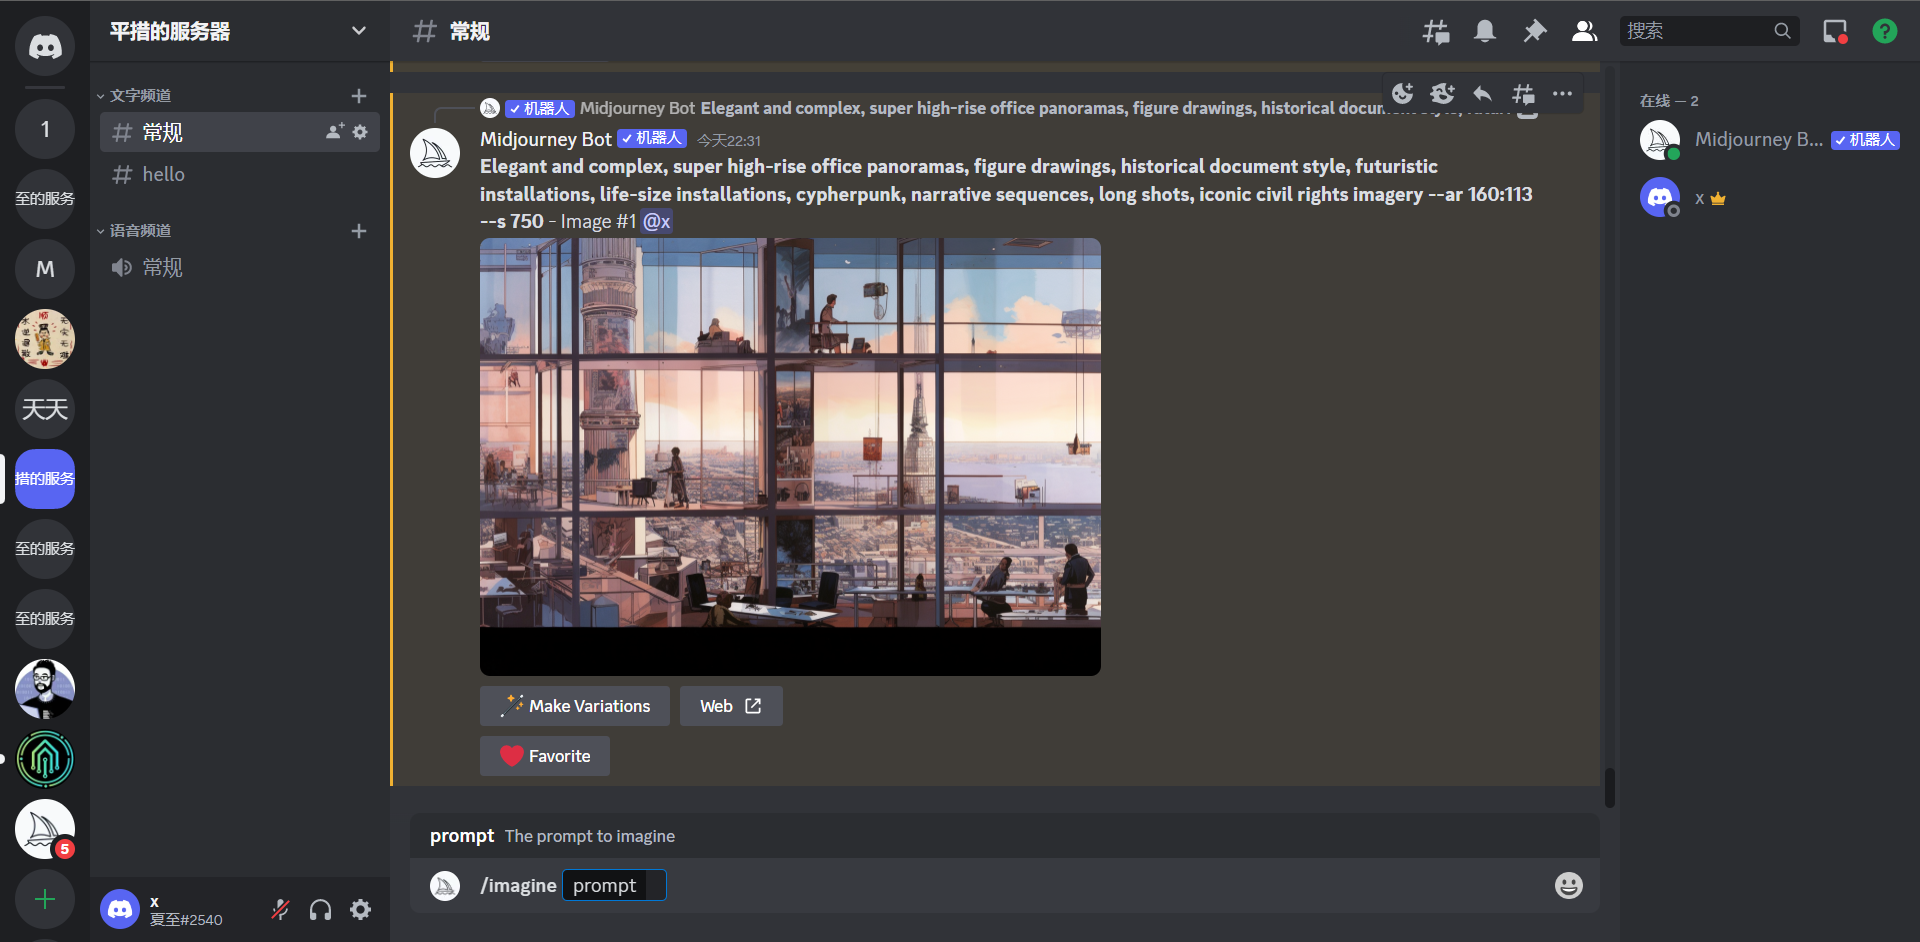 平措的服务器
常规
搜索
1
至的服务
M
天天
措的服务
至的服务
至的服务
5
文字频道
常规
hello
语音频道
常规
机器人 Midjourney Bot Elegant and complex, super high-rise office panoramas, figure drawings, historical
Midjourney Bot 机器人 今天22:31
Elegant and complex, super high-rise office panoramas, figure drawings, historical document style, futuristic
installations, life-size installations, cypherpunk, narrative sequences, long shots, iconic civil rights imagery --ar 160:113
--s 750 - Image #1 @x
Make Variations
Web
Favorite
prompt The prompt to imagine
/imagine prompt
x
夏至#2540
在线 — 2
Midjourney B... 机器人
x